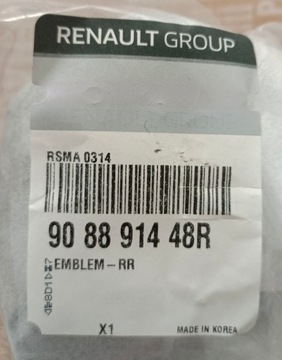 RENAULT GROUP
RSMA 0314
90 88 914 48R
EMBLEM-RR
X1 MADE IN KOREA